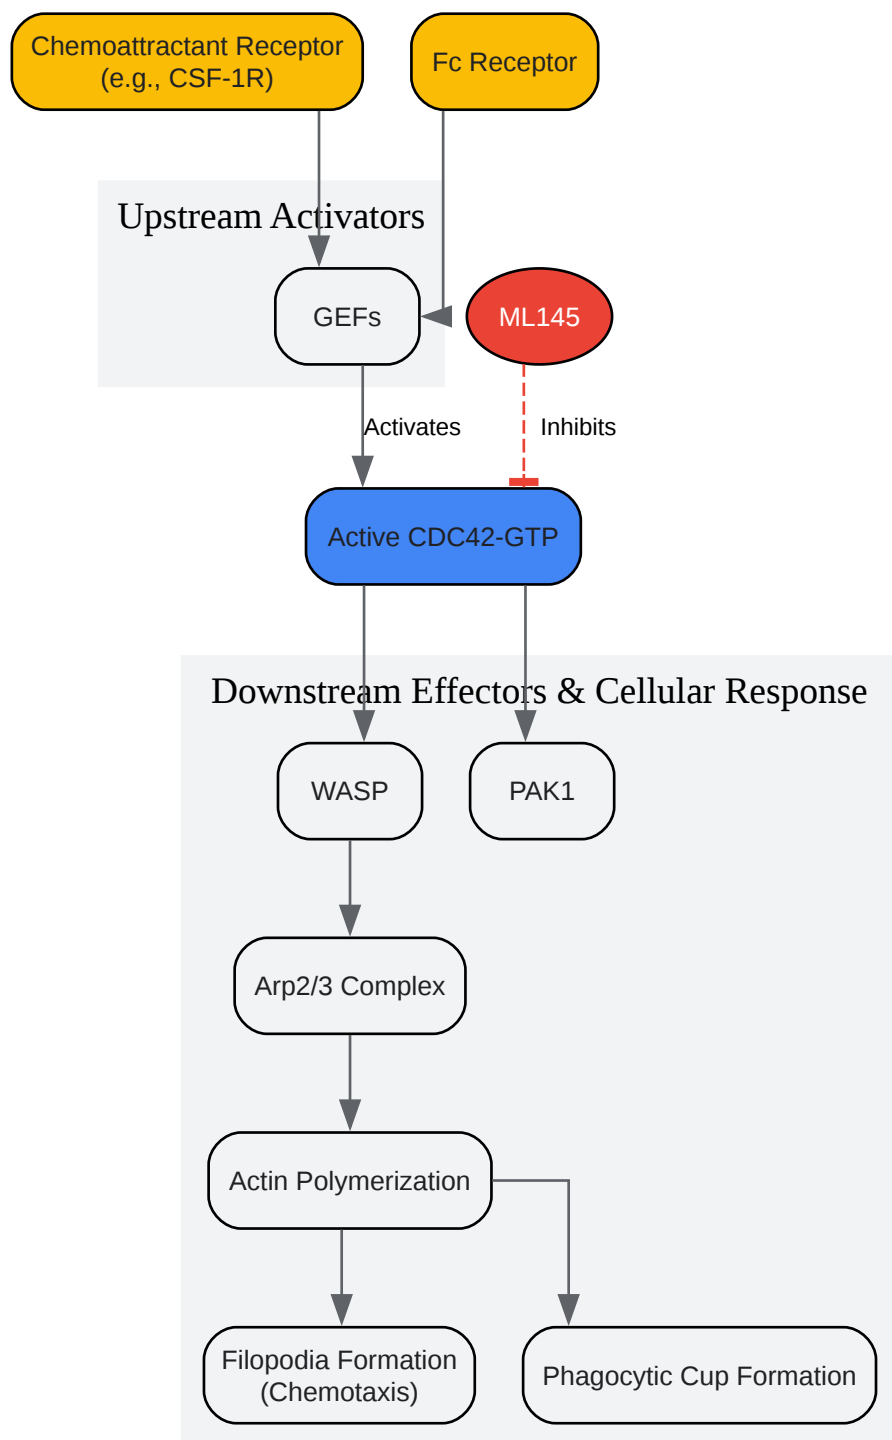 Chemoattractant Receptor
(e.g., CSF-1R)
Fc Receptor
Upstream Activators
GEFs
ML145
Activates
Inhibits
Active CDC42-GTP
Downstream Effectors & Cellular Response
WASP
PAK1
Arp2/3 Complex
Actin Polymerization
Filopodia Formation
(Chemotaxis)
Phagocytic Cup Formation